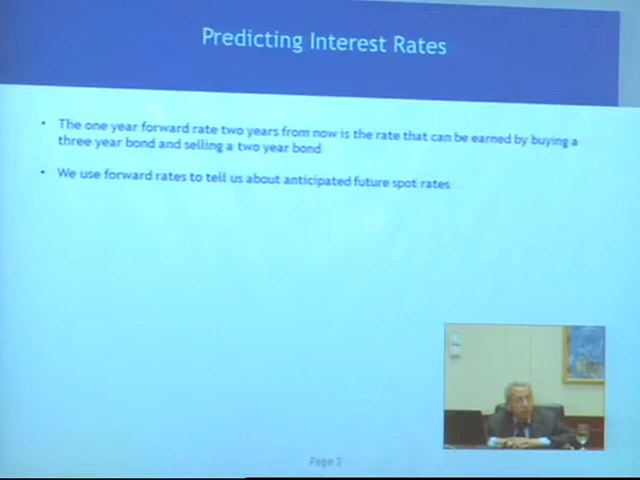 Predicting Interest Rates
• The one year forward rate two years from now is the rate that can be earned by buying a
three year bond and selling a two year bond
• We use forward rates to tell us about anticipated future spot rates
Page 3